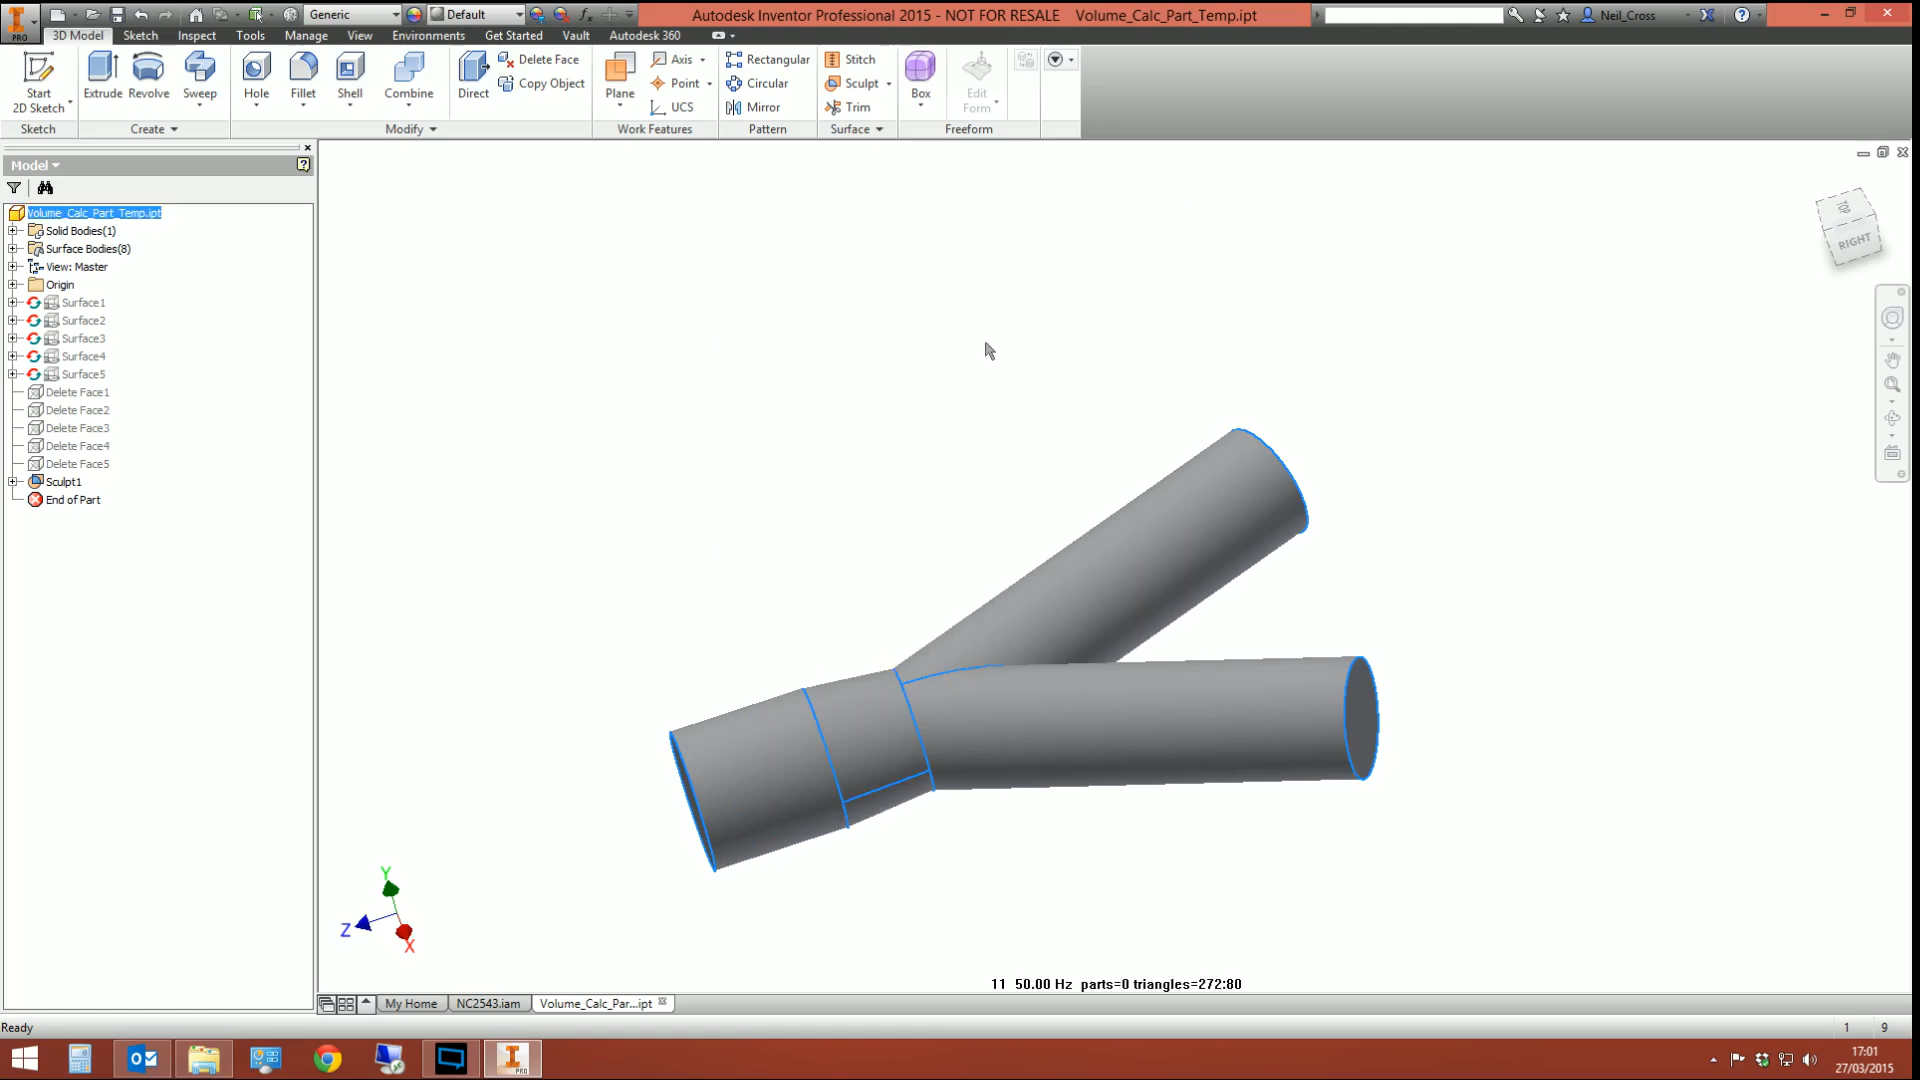 Generic
Default
Autodesk Inventor Professional 2015 - NOT FOR RESALE Volume_Calc_Part_Temp.ipt
Neil_Cross
PRO
3D Model Sketch Inspect Tools Manage View Environments Get Started Vault Autodesk 360
Start
2D Sketch
Extrude Revolve Sweep
Hole Fillet Shell Combine
Direct
Delete Face
Copy Object
Plane
Axis
Point
UCS
Rectangular
Circular
Mirror
Stitch
Sculpt
Trim
Box
Edit
Form
Sketch Create Modify Work Features Pattern Surface Freeform
Model
Volume_Calc_Part_Temp.ipt
Solid Bodies(1)
Surface Bodies(8)
View: Master
Origin
Surface1
Surface2
Surface3
Surface4
Surface5
Delete Face1
Delete Face2
Delete Face3
Delete Face4
Delete Face5
Sculpt1
End of Part
TOP
RIGHT
Y
Z
X
11 50.00 Hz parts=0 triangles=272:80
My Home NC2543.iam Volume_Calc_Par...ipt
Ready
1 9
PRO
17:01
27/03/2015